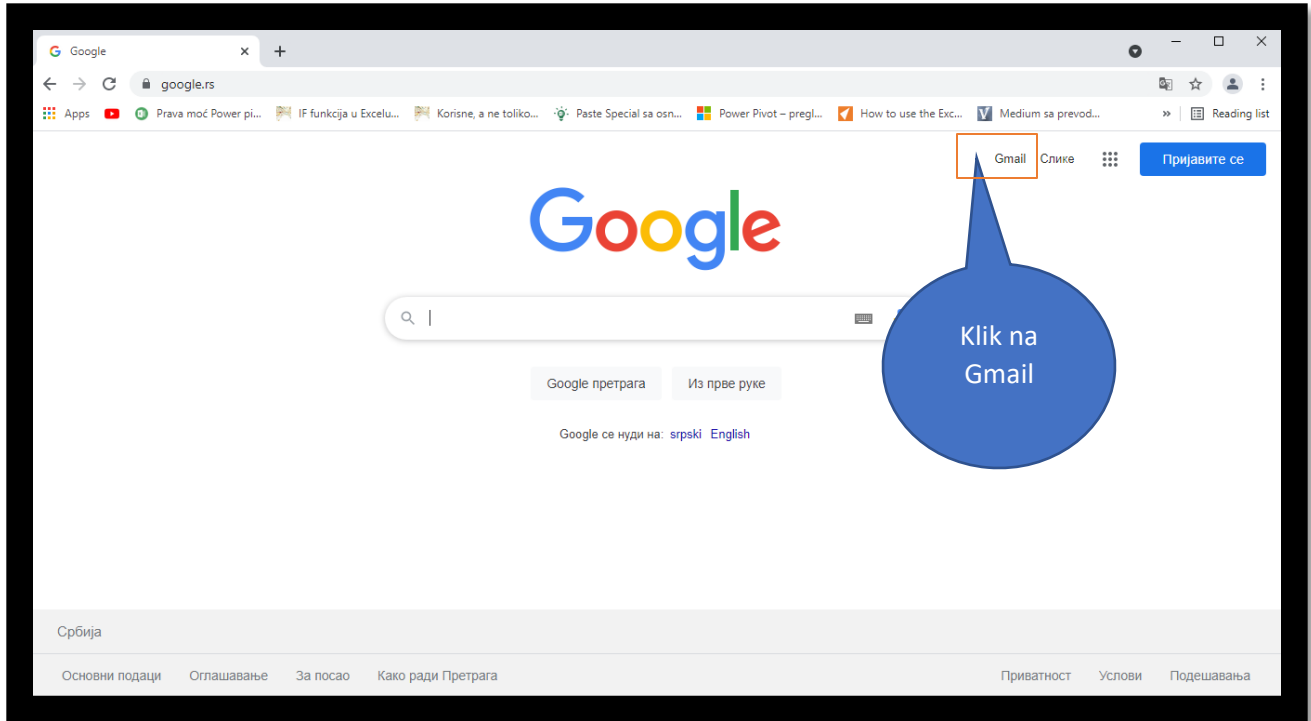 Google
google.rs
Apps Prava moć Power pi... IF funkcija u Excelu... Korisne, a ne toliko... Paste Special sa osn... Power Pivot – pregl... How to use the Exc... Medium sa prevod... » Reading list
Gmail Слике Пријавите се
Google
Klik na
Gmail
Google претрага Из прве руке
Google се нуди на: srpski English
Србија
Основни подаци Оглашавање За посао Како ради Претрага Приватност Услови Подешавања